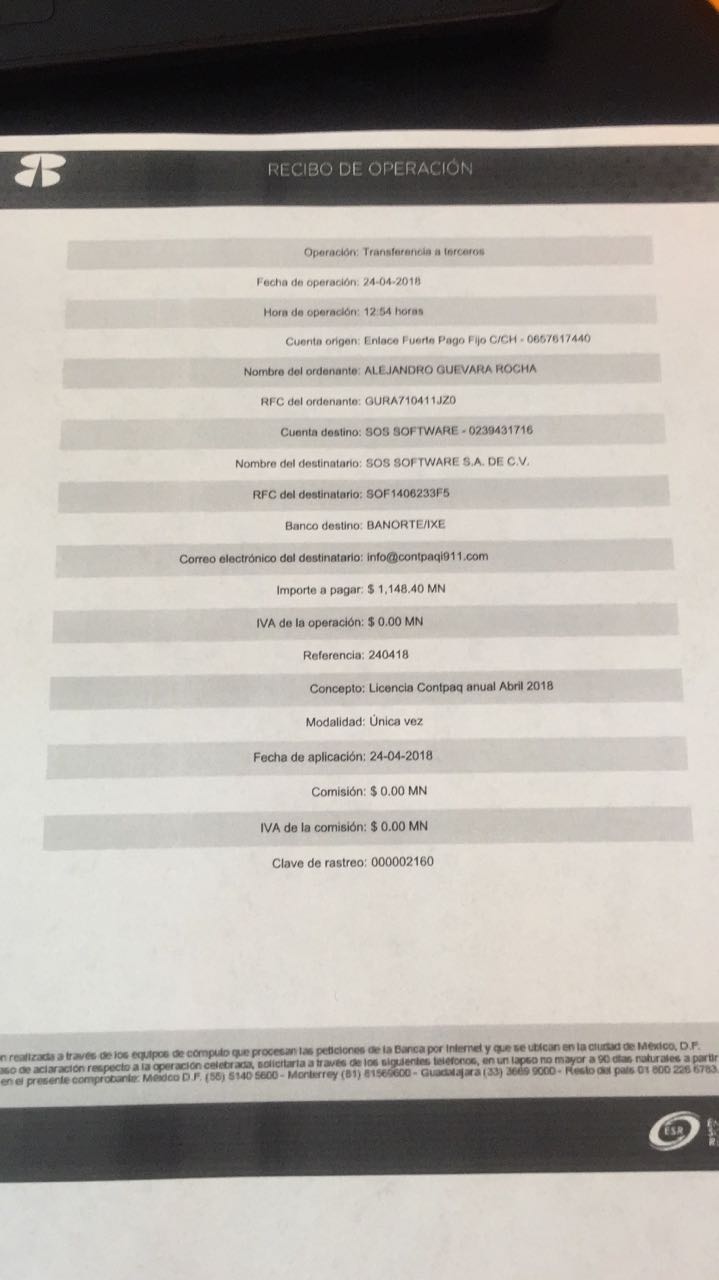 RECIBO DE OPERACIÓN
Operación: Transferencia a terceros
Fecha de operación: 24-04-2018
Hora de operación: 12:54 horas
Cuenta origen: Enlace Fuerte Pago Fijo C/CH - 0657617440
Nombre del ordenante: ALEJANDRO GUEVARA ROCHA
RFC del ordenante: GURA710411JZ0
Cuenta destino: SOS SOFTWARE - 0239431716
Nombre del destinatario: SOS SOFTWARE S.A. DE C.V.
RFC del destinatario: SOF1406233F5
Banco destino: BANORTE/IXE
Correo electrónico del destinatario: info@contpaqi911.com
Importe a pagar: $ 1,148.40 MN
IVA de la operación: $ 0.00 MN
Referencia: 240418
Concepto: Licencia Contpaq anual Abril 2018
Modalidad: Única vez
Fecha de aplicación: 24-04-2018
Comisión: $ 0.00 MN
IVA de la comisión: $ 0.00 MN
Clave de rastreo: 000002160
n realizada a través de los equipos de cómputo que procesan las peticiones de la Banca por Internet y que se ubican en la ciudad de México, D.F.
aso de aclaración respecto a la operación celebrada, solicitarla a través de los siguientes teléfonos, en un lapso no mayor a 90 días naturales a partir
en el presente comprobante: México D.F. (55) 5140 5600 - Monterrey (81) 81569600 - Guadalajara (33) 3669 9000 - Resto del país 01 800 226 6783.
ESR